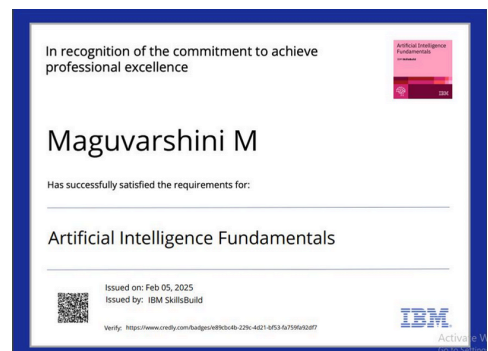 In recognition of the commitment to achieve
professional excellence
Artificial Intelligence
Fundamentals
IBM
Maguvarshini M
Has successfully satisfied the requirements for:
Artificial Intelligence Fundamentals
Issued on: Feb 05, 2025
Issued by: IBM SkillsBuild
Verify: https://www.credly.com/badges/e89cbc4b-229c-4d21-bf53-fa759fa92df7
IBM
Activate W